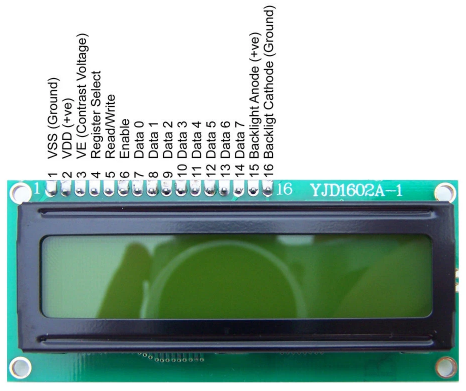 1 VSS (Ground)
2 VDD (+ve)
3 VE (Contrast Voltage)
4 Register Select
5 Read/Write
6 Enable
7 Data 0
8 Data 1
9 Data 2
10 Data 3
11 Data 4
12 Data 5
13 Data 6
14 Data 7
15 Backlight Anode (+ve)
16 Backligt Cathode (Ground)
1
16 YJD1602A-1